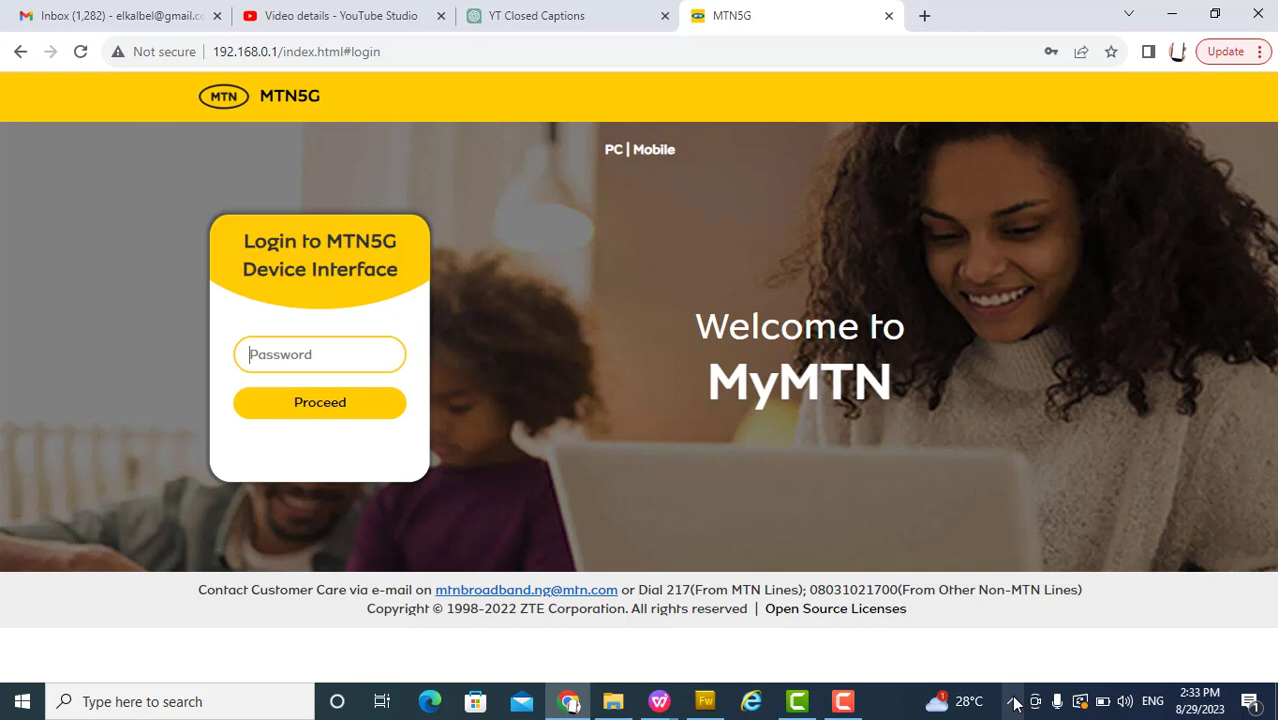 Inbox (1,282) - elkalbel@gmail.cc
Video details - YouTube Studio
YT Closed Captions
MTN5G
Not secure
192.168.0.1/index.html#login
Update
MTN MTN5G
PC | Mobile
Login to MTN5G
Device Interface
Password
Proceed
Welcome to
MyMTN
Contact Customer Care via e-mail on mtnbroadband.ng@mtn.com or Dial 217(From MTN Lines); 08031021700(From Other Non-MTN Lines)
Copyright © 1998-2022 ZTE Corporation. All rights reserved | Open Source Licenses
Type here to search
Fw
1
28°C
ENG
2:33 PM
8/29/2023
1